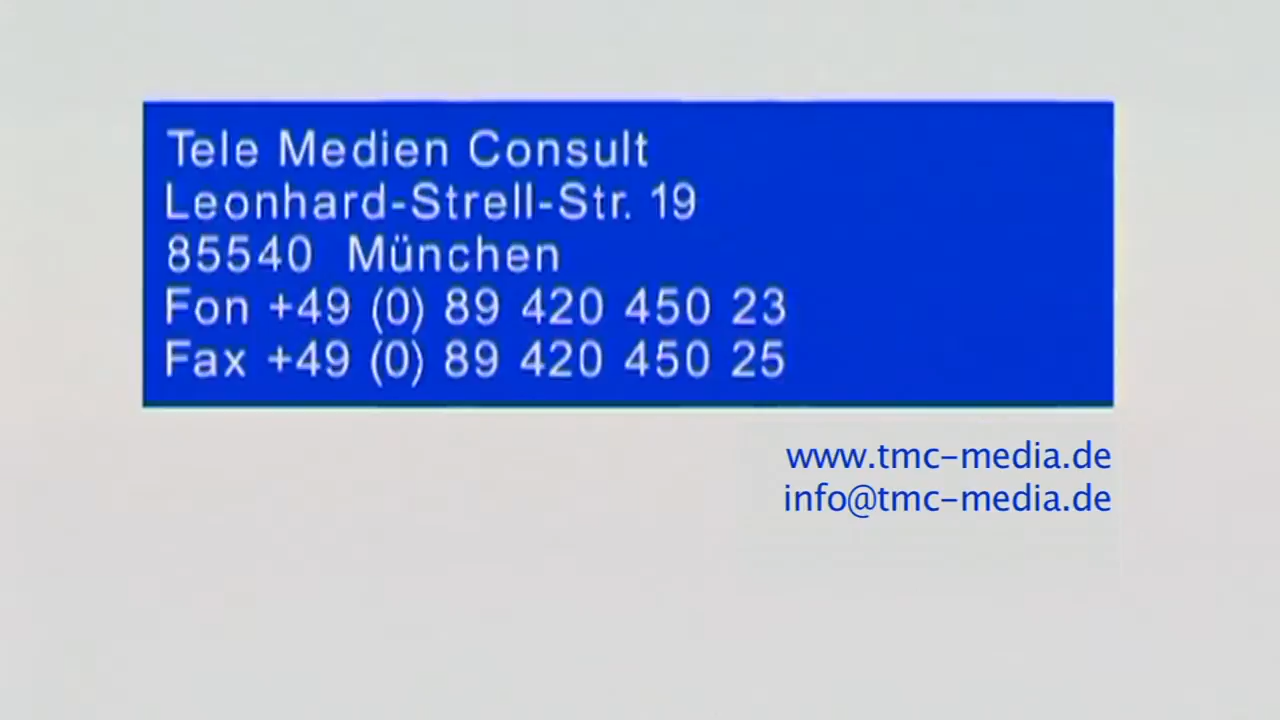 Tele Medien Consult
Leonhard-Strell-Str. 19
85540 München
Fon +49 (0) 89 420 450 23
Fax +49 (0) 89 420 450 25
www.tmc-media.de
info@tmc-media.de